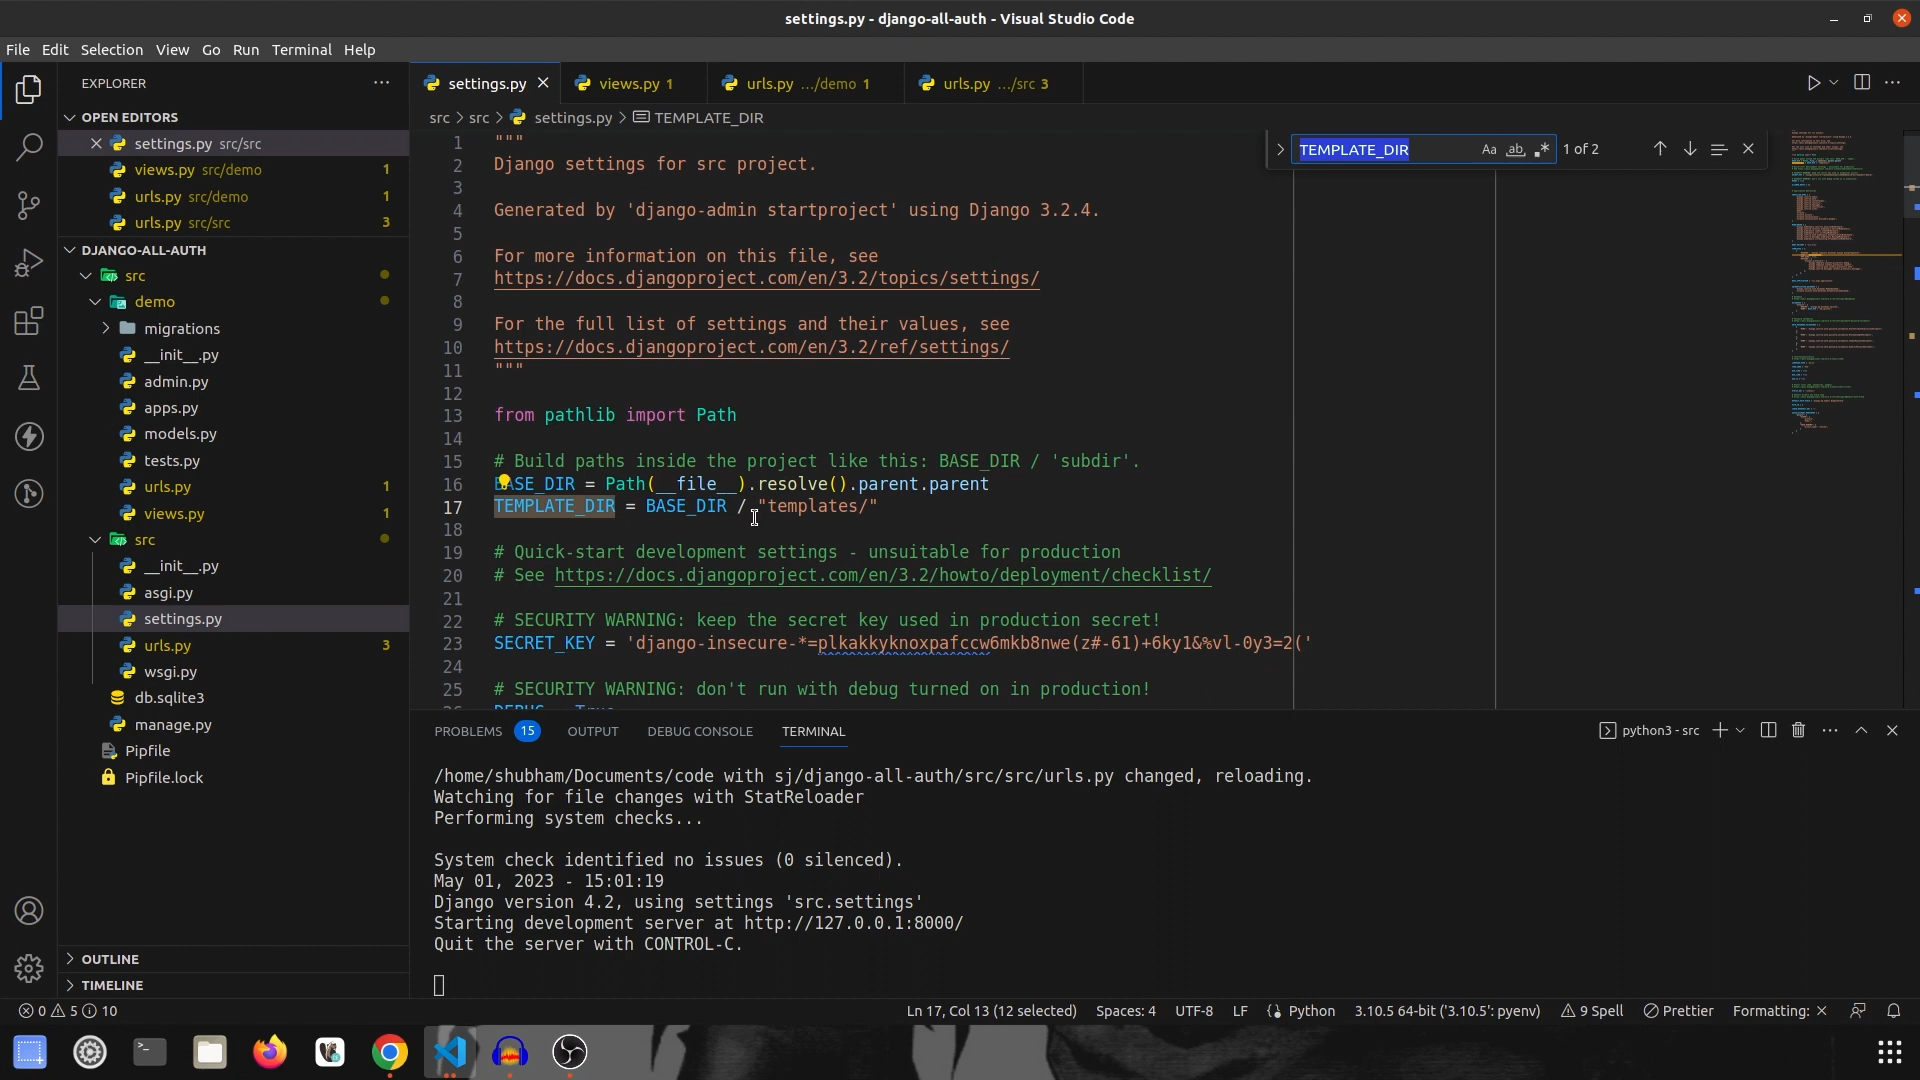 settings.py - django-all-auth - Visual Studio Code
File Edit Selection View Go Run Terminal Help
EXPLORER
OPEN EDITORS
settings.py src/src
views.py src/demo 1
urls.py src/demo 1
urls.py src/src 3
DJANGO-ALL-AUTH
src
demo
migrations
__init__.py
admin.py
apps.py
models.py
tests.py
urls.py 1
views.py 1
src
__init__.py
asgi.py
settings.py
urls.py 3
wsgi.py
db.sqlite3
manage.py
Pipfile
Pipfile.lock
OUTLINE
TIMELINE
settings.py views.py 1 urls.py .../demo 1 urls.py .../src 3
src > src > settings.py > TEMPLATE_DIR
TEMPLATE_DIR Aa ab 1 of 2
1 """
2 Django settings for src project.
3
4 Generated by 'django-admin startproject' using Django 3.2.4.
5
6 For more information on this file, see
7 https://docs.djangoproject.com/en/3.2/topics/settings/
8
9 For the full list of settings and their values, see
10 https://docs.djangoproject.com/en/3.2/ref/settings/
11 """
12
13 from pathlib import Path
14
15 # Build paths inside the project like this: BASE_DIR / 'subdir'.
16 BASE_DIR = Path(__file__).resolve().parent.parent
17 TEMPLATE_DIR = BASE_DIR / "templates/"
18
19 # Quick-start development settings - unsuitable for production
20 # See https://docs.djangoproject.com/en/3.2/howto/deployment/checklist/
21
22 # SECURITY WARNING: keep the secret key used in production secret!
23 SECRET_KEY = 'django-insecure-*=plkakkyknoxpafccw6mkb8nwe(z#-61)+6ky1&%vl-0y3=2('
24
25 # SECURITY WARNING: don't run with debug turned on in production!
PROBLEMS 15 OUTPUT DEBUG CONSOLE TERMINAL python3 - src
/home/shubham/Documents/code with sj/django-all-auth/src/src/urls.py changed, reloading.
Watching for file changes with StatReloader
Performing system checks...
System check identified no issues (0 silenced).
May 01, 2023 - 15:01:19
Django version 4.2, using settings 'src.settings'
Starting development server at http://127.0.0.1:8000/
Quit the server with CONTROL-C.
0 5 10 Ln 17, Col 13 (12 selected) Spaces: 4 UTF-8 LF Python 3.10.5 64-bit ('3.10.5': pyenv) 9 Spell Prettier Formatting: ×